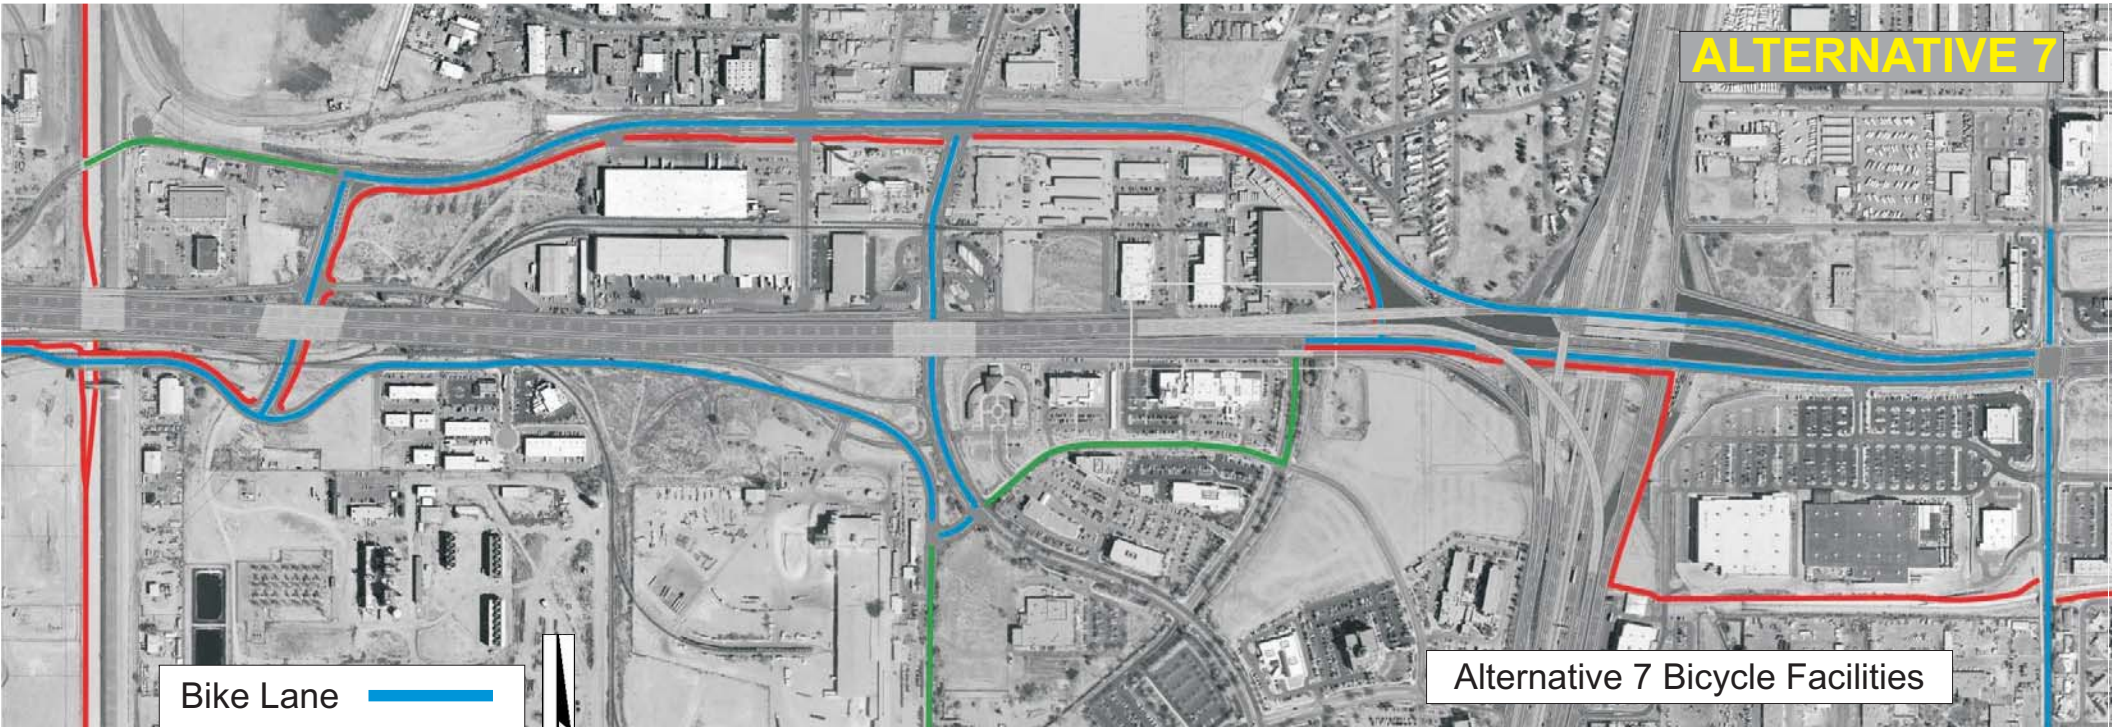 ALTERNATIVE 7
Bike Lane
Alternative 7 Bicycle Facilities